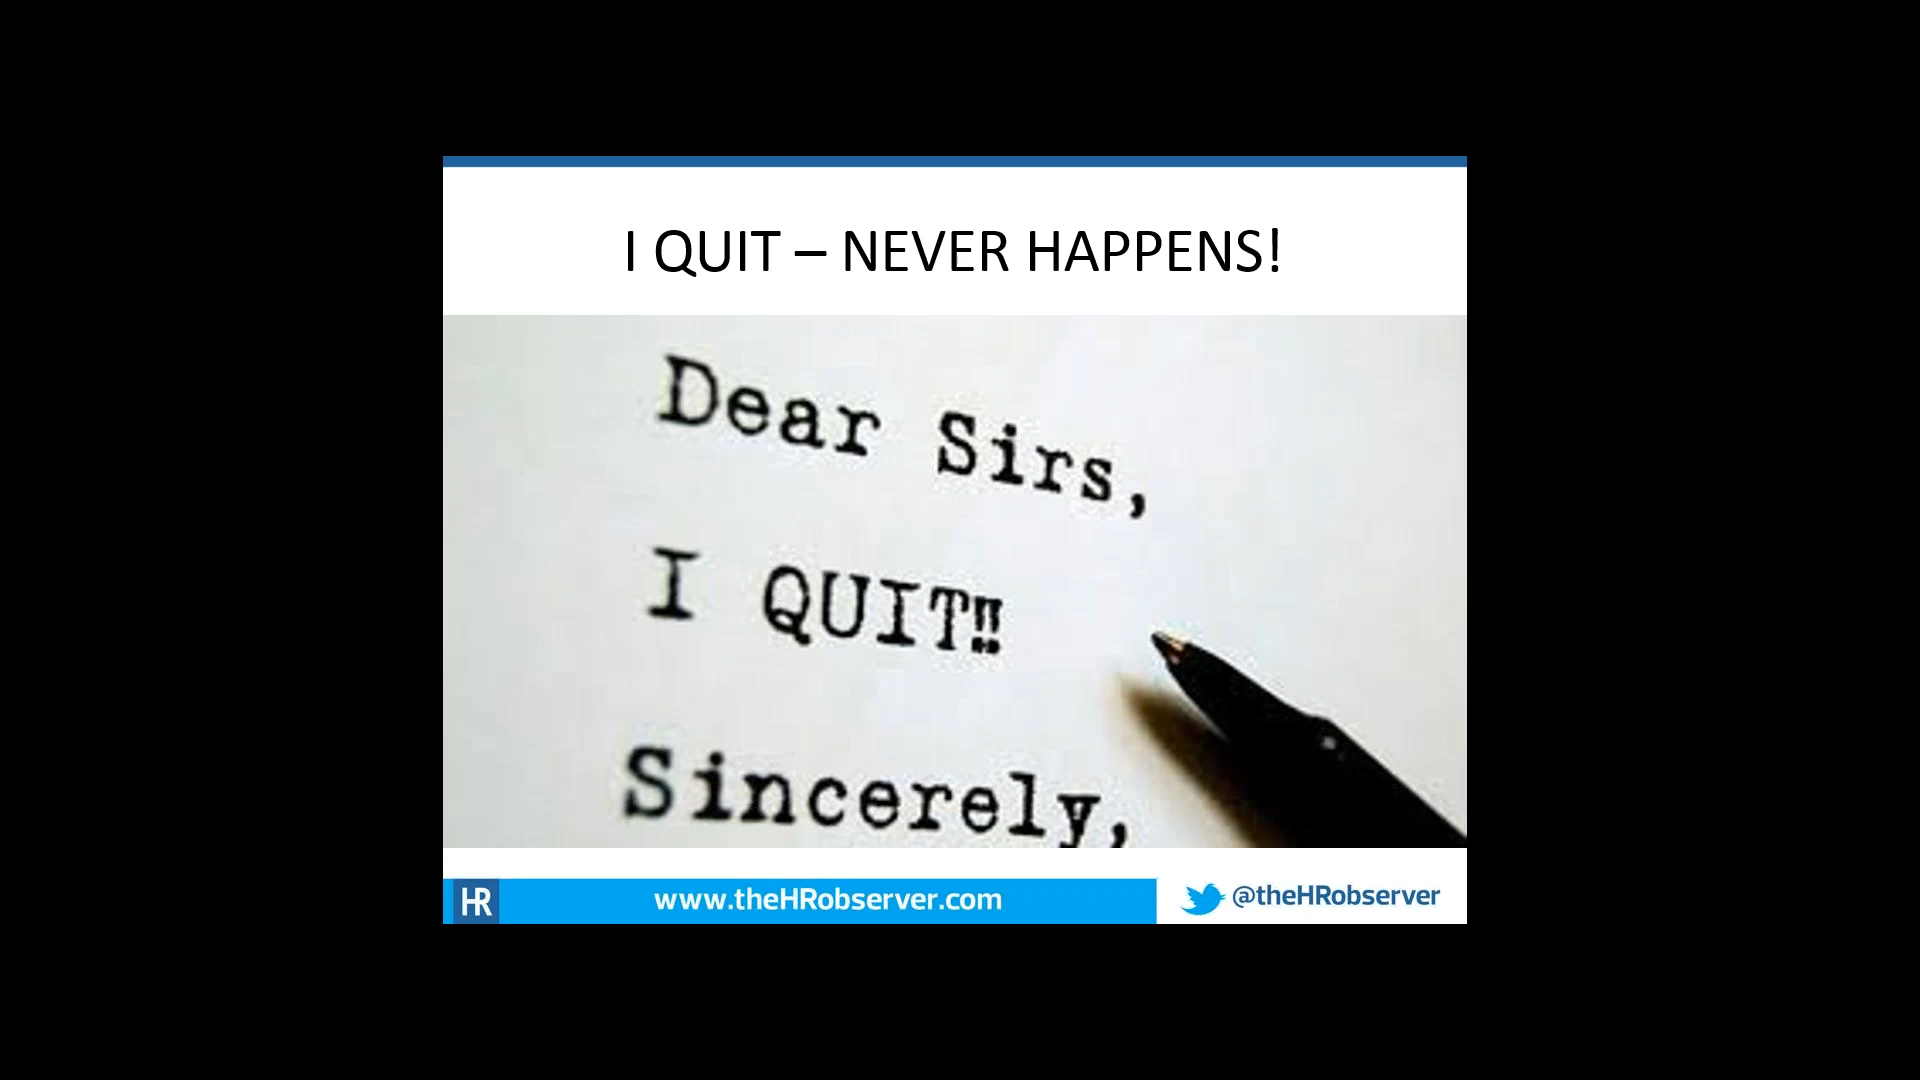 I QUIT – NEVER HAPPENS!
Dear Sirs,
I QUIT!!
Sincerely,
HR
www.theHRobserver.com
@theHRobserver